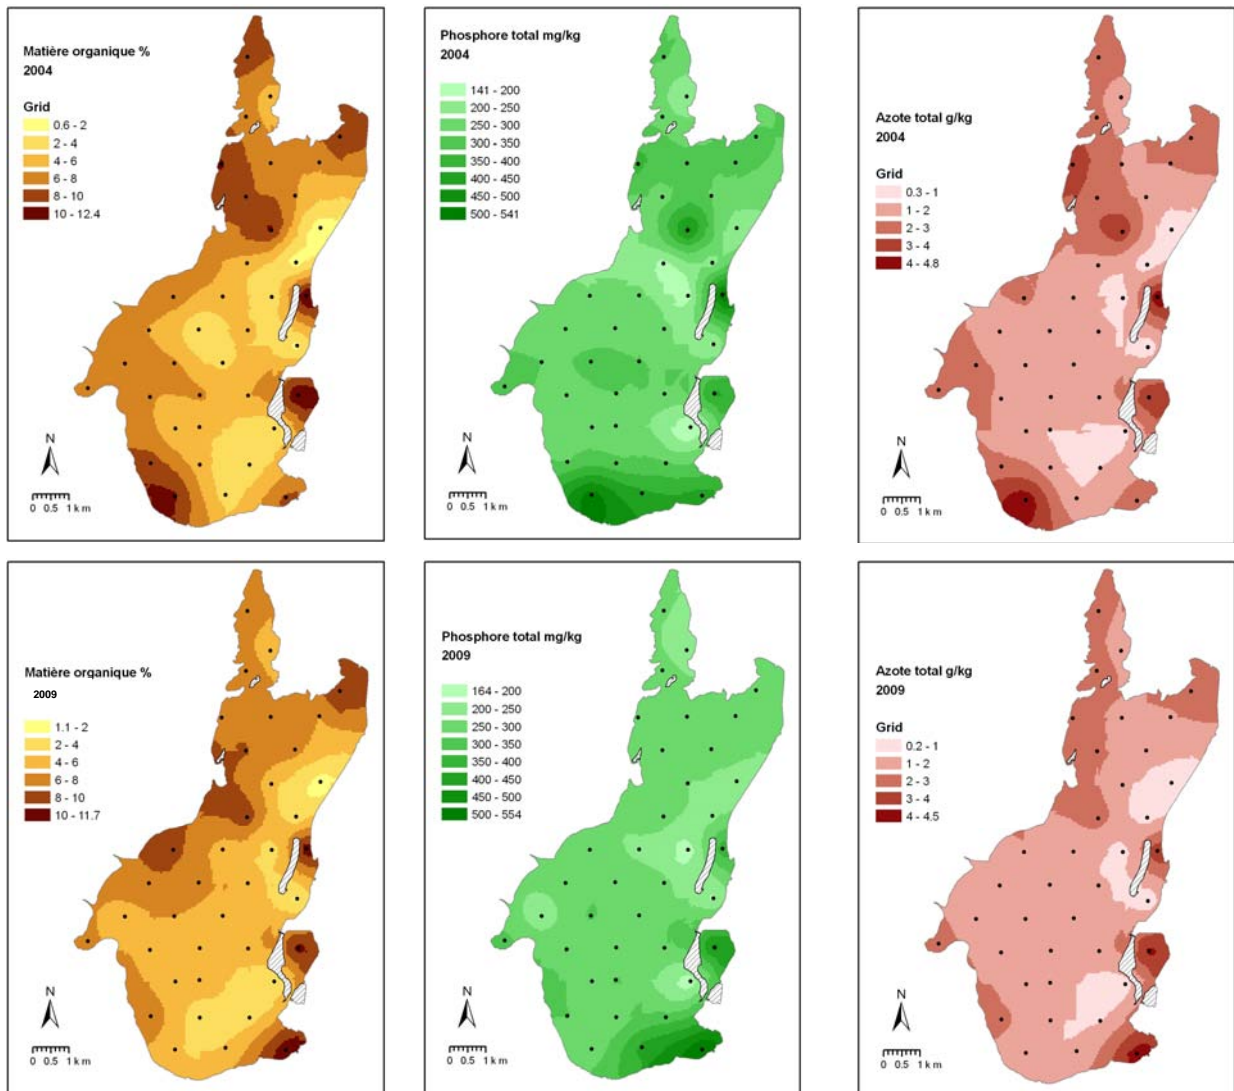 Matière organique %
2004
Grid
0.6 - 2
2 - 4
4 - 6
6 - 8
8 - 10
10 - 12.4
N
0 0.5 1 km
Phosphore total mg/kg
2004
141 - 200
200 - 250
250 - 300
300 - 350
350 - 400
400 - 450
450 - 500
500 - 541
N
0 0.5 1 km
Azote total g/kg
2004
Grid
0.3 - 1
1 - 2
2 - 3
3 - 4
4 - 4.8
N
0 0.5 1 km
Matière organique %
2009
1.1 - 2
2 - 4
4 - 6
6 - 8
8 - 10
10 - 11.7
N
0 0.5 1 km
Phosphore total mg/kg
2009
164 - 200
200 - 250
250 - 300
300 - 350
350 - 400
400 - 450
450 - 500
500 - 554
N
0 0.5 1 km
Azote total g/kg
2009
Grid
0.2 - 1
1 - 2
2 - 3
3 - 4
4 - 4.5
N
0 0.5 1 km